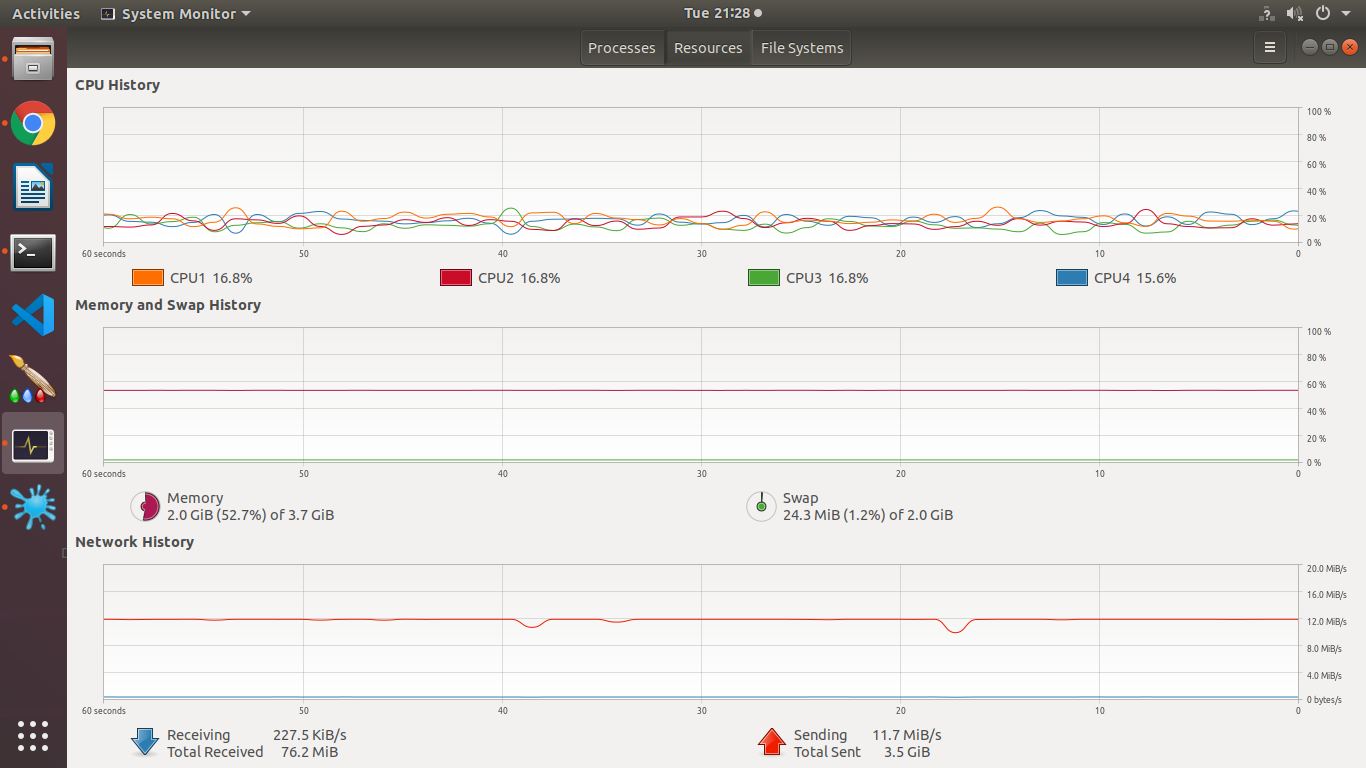 Activities System Monitor Tue 21:28
Processes Resources File Systems
CPU History
100 %
80 %
60 %
40 %
20 %
0 %
60 seconds 50 40 30 20 10 0
CPU1 16.8% CPU2 16.8% CPU3 16.8% CPU4 15.6%
Memory and Swap History
100 %
80 %
60 %
40 %
20 %
0 %
60 seconds 50 40 30 20 10 0
Memory
2.0 GiB (52.7%) of 3.7 GiB
Swap
24.3 MiB (1.2%) of 2.0 GiB
Network History
20.0 MiB/s
16.0 MiB/s
12.0 MiB/s
8.0 MiB/s
4.0 MiB/s
0 bytes/s
60 seconds 50 40 30 20 10 0
Receiving 227.5 KiB/s
Total Received 76.2 MiB
Sending 11.7 MiB/s
Total Sent 3.5 GiB